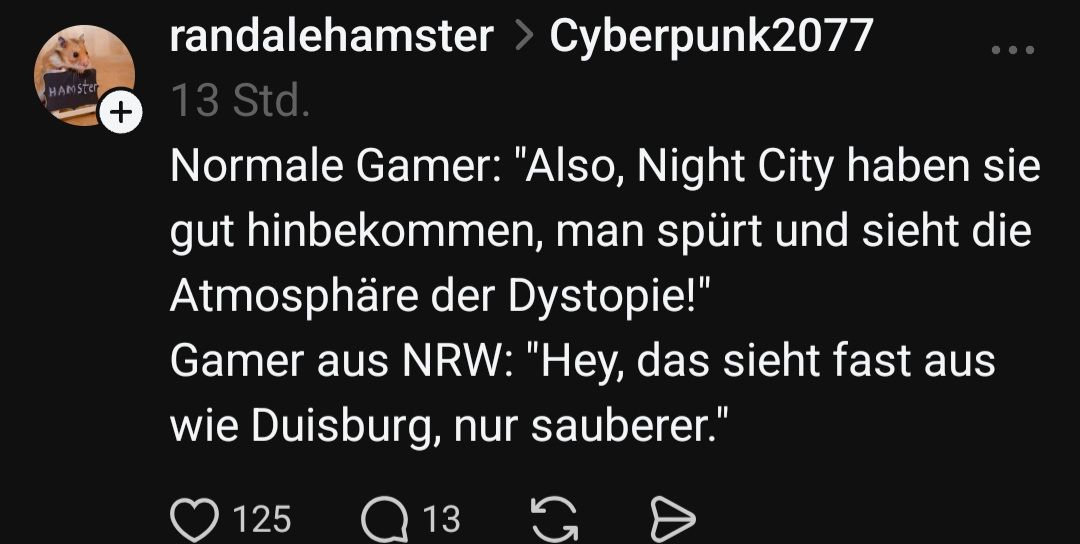 randalehamster > Cyberpunk2077
HAMSter
13 Std.
Normale Gamer: "Also, Night City haben sie
gut hinbekommen, man spürt und sieht die
Atmosphäre der Dystopie!"
Gamer aus NRW: "Hey, das sieht fast aus
wie Duisburg, nur sauberer."
125 13